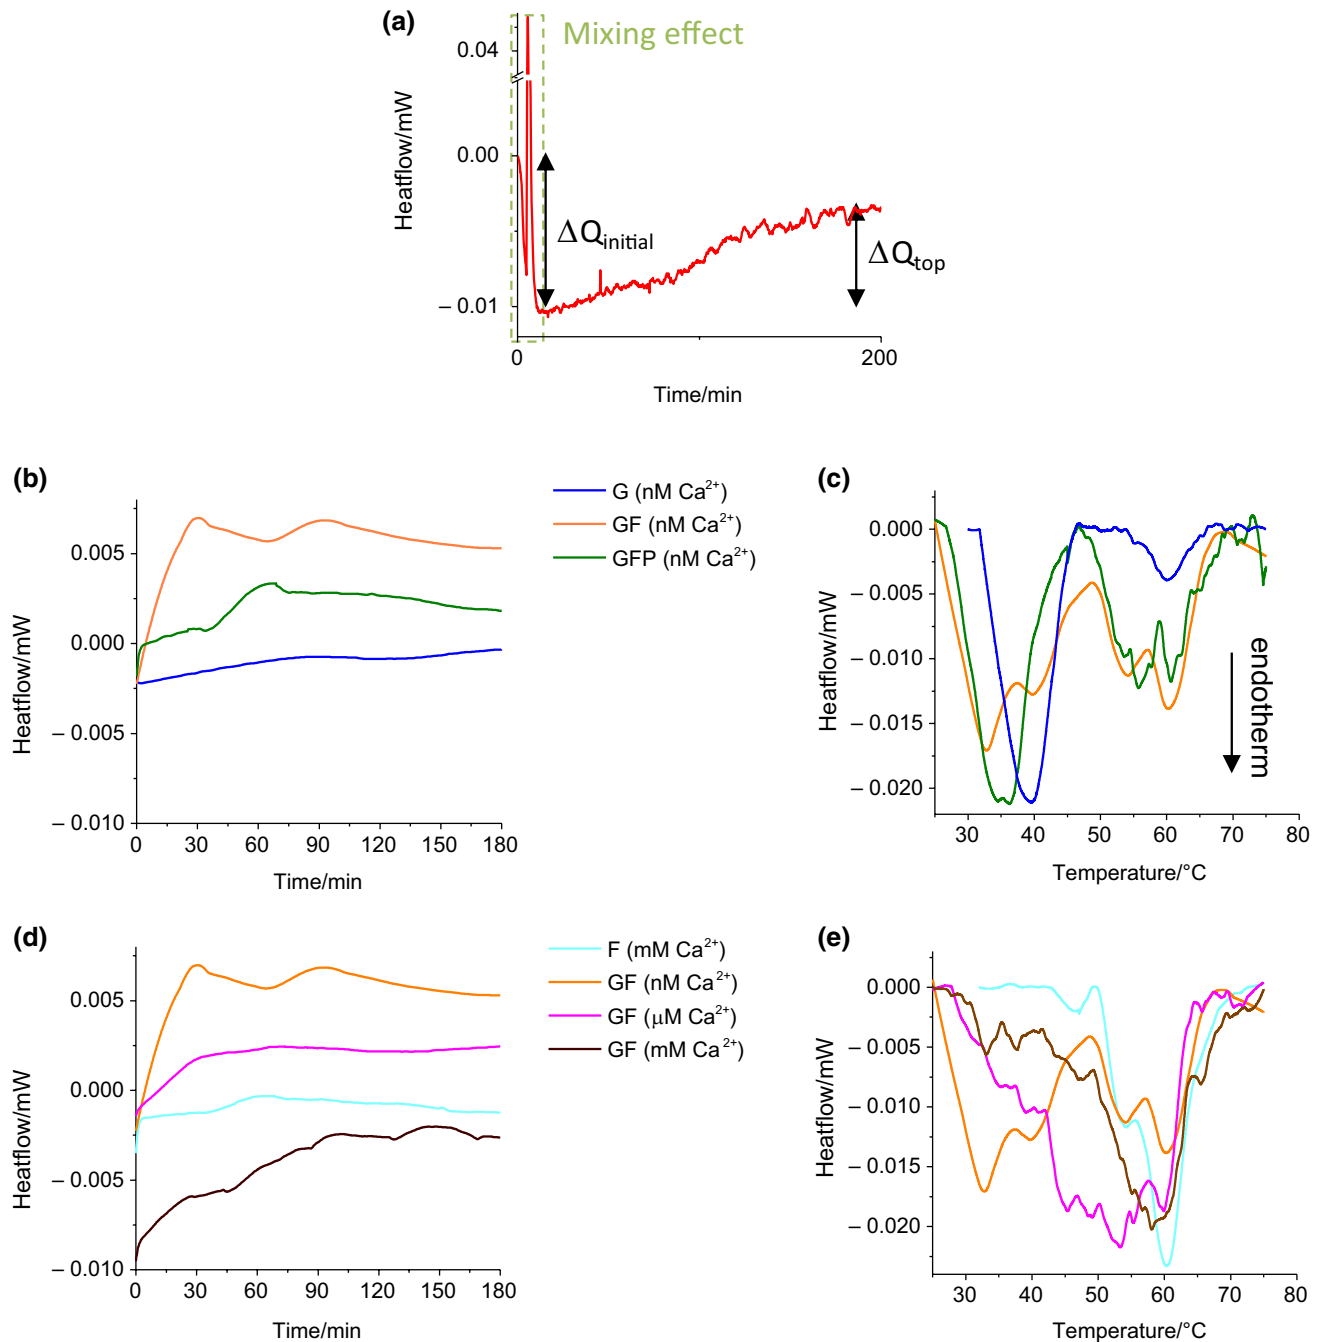 (a)
Mixing effect
0.04
0.00
– 0.01
Heatflow/mW
ΔQinitial
ΔQtop
0
200
Time/min
(b)
0.005
0.000
– 0.005
– 0.010
Heatflow/mW
0
30
60
90
120
150
180
Time/min
G (nM Ca2+)
GF (nM Ca2+)
GFP (nM Ca2+)
(c)
0.000
– 0.005
– 0.010
– 0.015
– 0.020
Heatflow/mW
endotherm
30
40
50
60
70
80
Temperature/°C
(d)
0.005
0.000
– 0.005
– 0.010
Heatflow/mW
0
30
60
90
120
150
180
Time/min
F (mM Ca2+)
GF (nM Ca2+)
GF (μM Ca2+)
GF (mM Ca2+)
(e)
0.000
– 0.005
– 0.010
– 0.015
– 0.020
Heatflow/mW
30
40
50
60
70
80
Temperature/°C